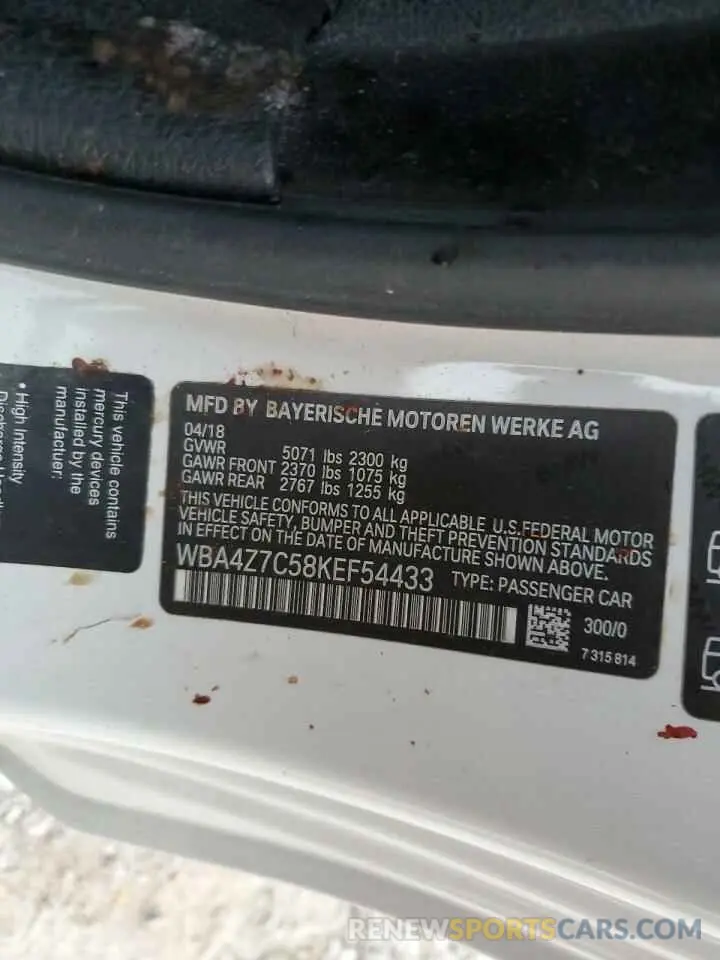 This vehicle contains
mercury devices
installed by the
manufacturer:
• High Intensity
MFD BY BAYERISCHE MOTOREN WERKE AG
04/18
GVWR 5071 lbs 2300 kg
GAWR FRONT 2370 lbs 1075 kg
GAWR REAR 2767 lbs 1255 kg
THIS VEHICLE CONFORMS TO ALL APPLICABLE U.S.FEDERAL MOTOR
VEHICLE SAFETY, BUMPER AND THEFT PREVENTION STANDARDS
IN EFFECT ON THE DATE OF MANUFACTURE SHOWN ABOVE.
WBA4Z7C58KEF54433 TYPE: PASSENGER CAR
300/0
7 315 814
RENEWSPORTSCARS.COM